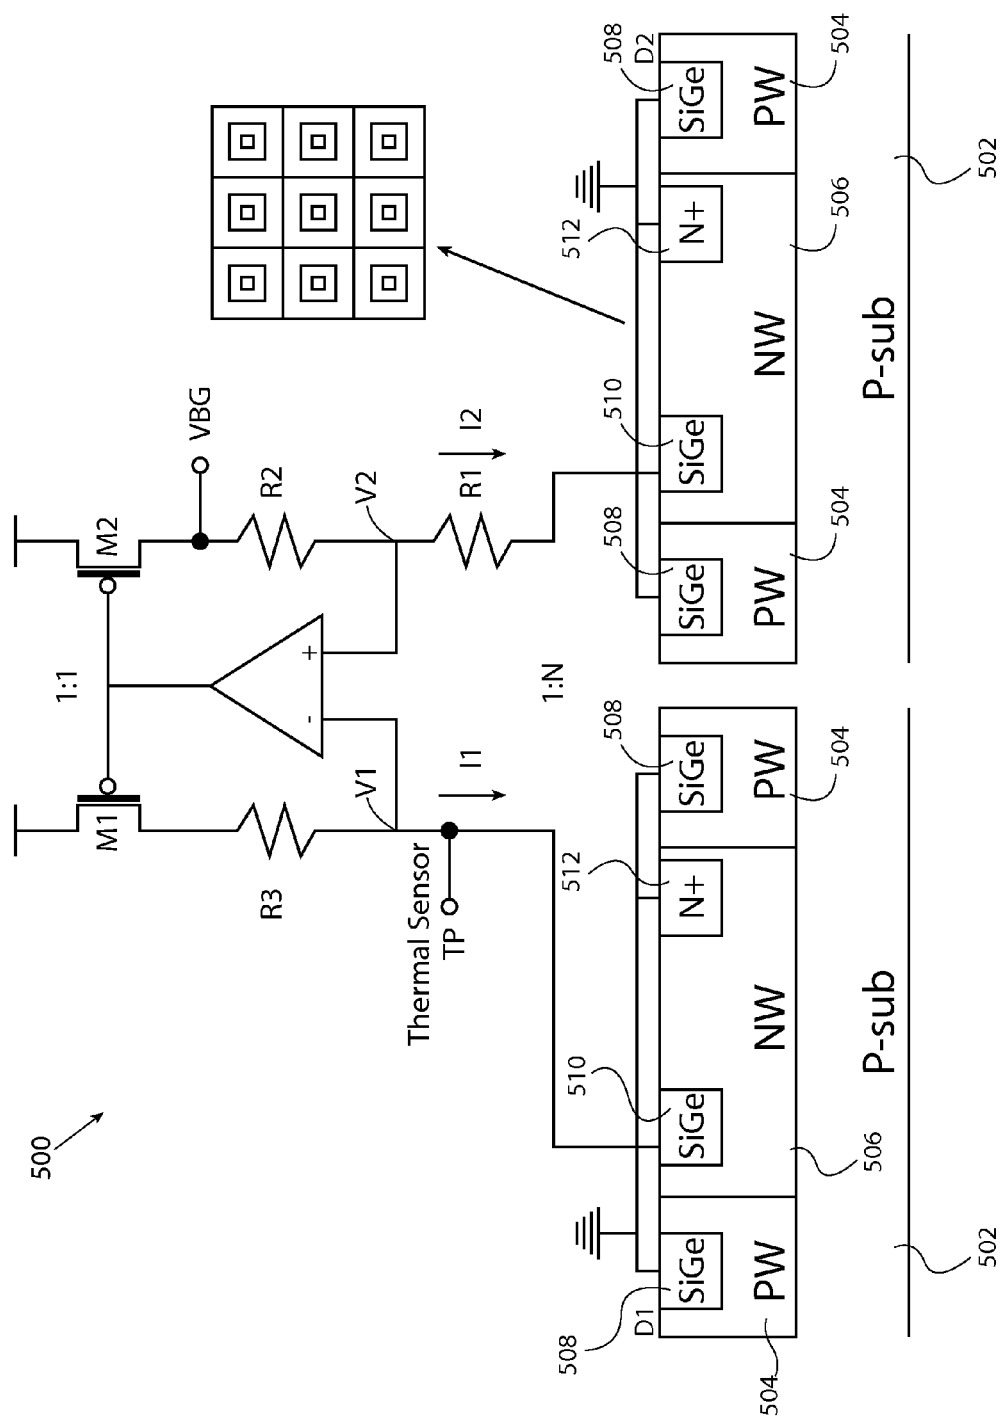 500
M1
1:1
M2
VBG
R3
R2
V1
V2
-
+
Thermal Sensor
TP
I1
R1
I2
1:N
D1
508
SiGe
510
SiGe
512
N+
508
SiGe
504
PW
NW
506
PW
504
P-sub
502
508
SiGe
510
SiGe
512
N+
508
SiGe
D2
PW
504
NW
506
PW
504
P-sub
502